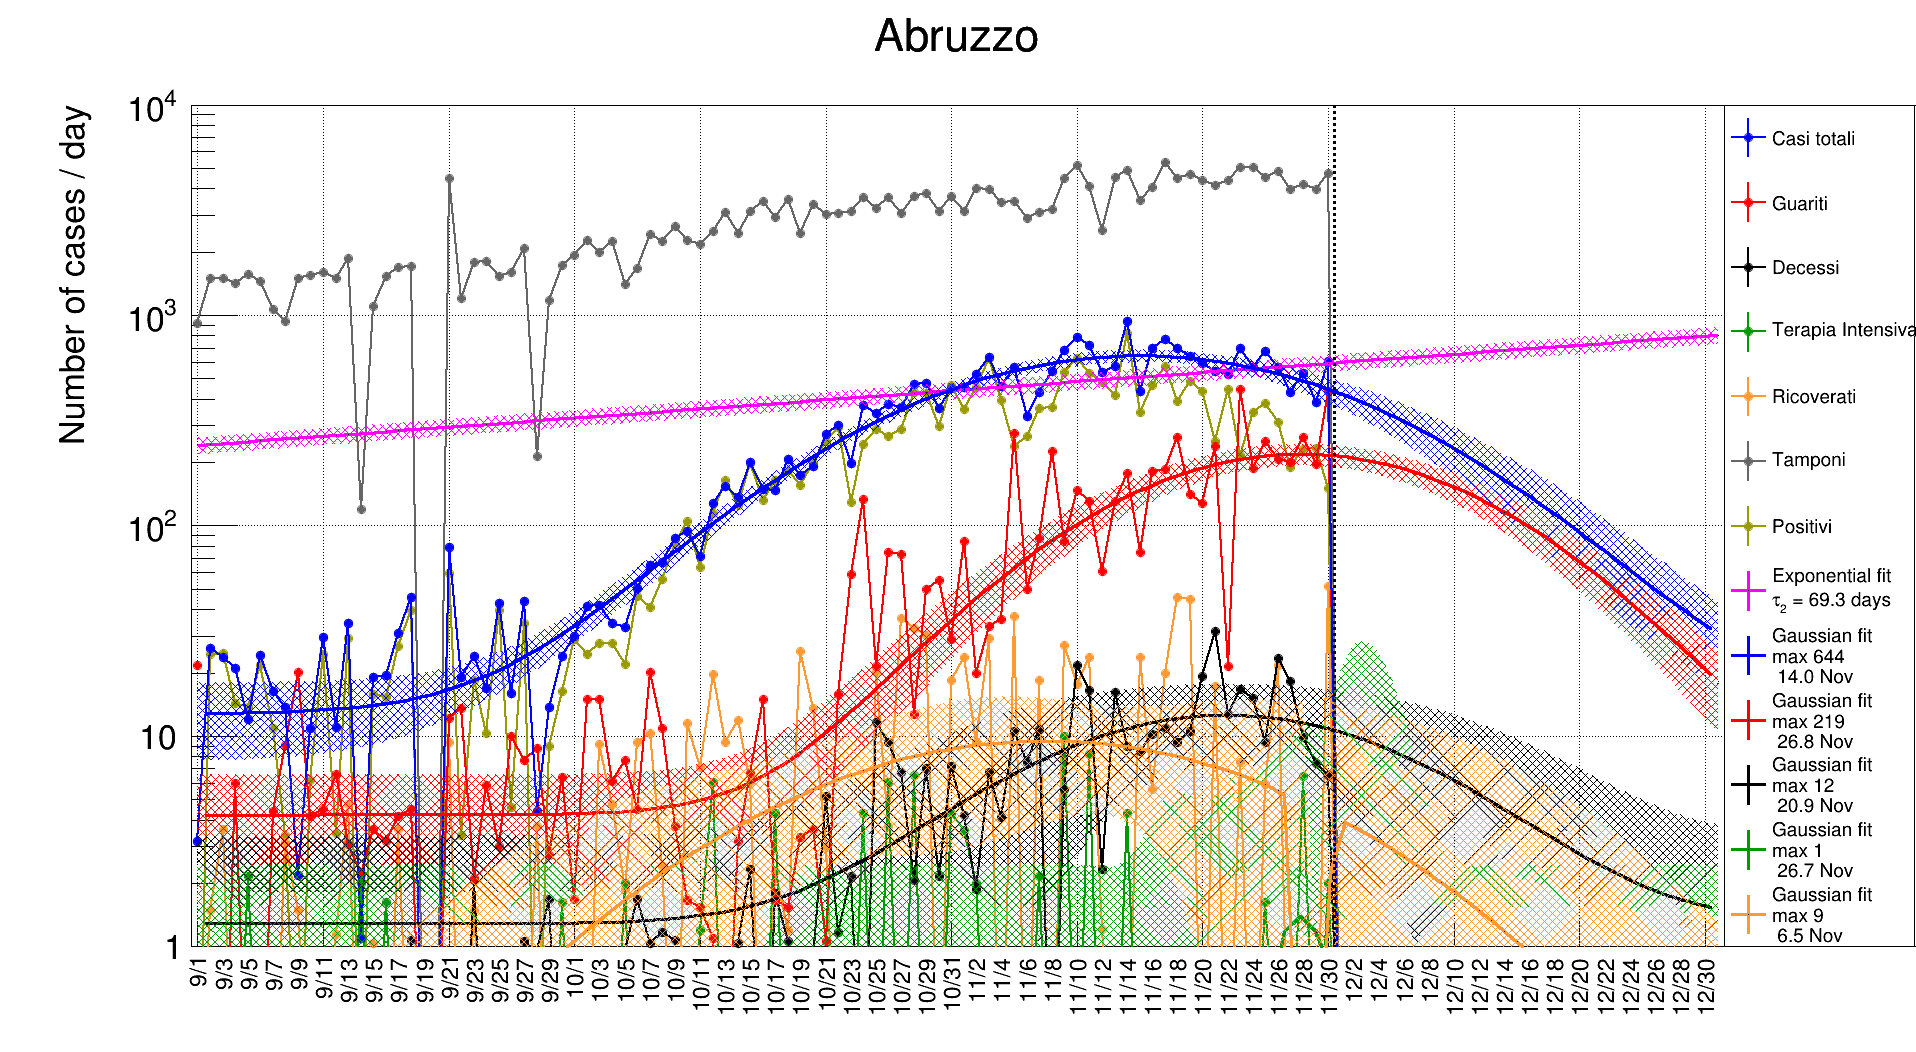 Abruzzo
Number of cases / day
10^4
10^3
10^2
10
1
9/1 9/3 9/5 9/7 9/9 9/11 9/13 9/15 9/17 9/19 9/21 9/23 9/25 9/27 9/29 10/1 10/3 10/5 10/7 10/9 10/11 10/13 10/15 10/17 10/19 10/21 10/23 10/25 10/27 10/29 10/31 11/2 11/4 11/6 11/8 11/10 11/12 11/14 11/16 11/18 11/20 11/22 11/24 11/26 11/28 11/30 12/2 12/4 12/6 12/8 12/10 12/12 12/14 12/16 12/18 12/20 12/22 12/24 12/26 12/28 12/30
Casi totali
Guariti
Decessi
Terapia Intensiva
Ricoverati
Tamponi
Positivi
Exponential fit
τ₂ = 69.3 days
Gaussian fit
max 644
14.0 Nov
Gaussian fit
max 219
26.8 Nov
Gaussian fit
max 12
20.9 Nov
Gaussian fit
max 1
26.7 Nov
Gaussian fit
max 9
6.5 Nov